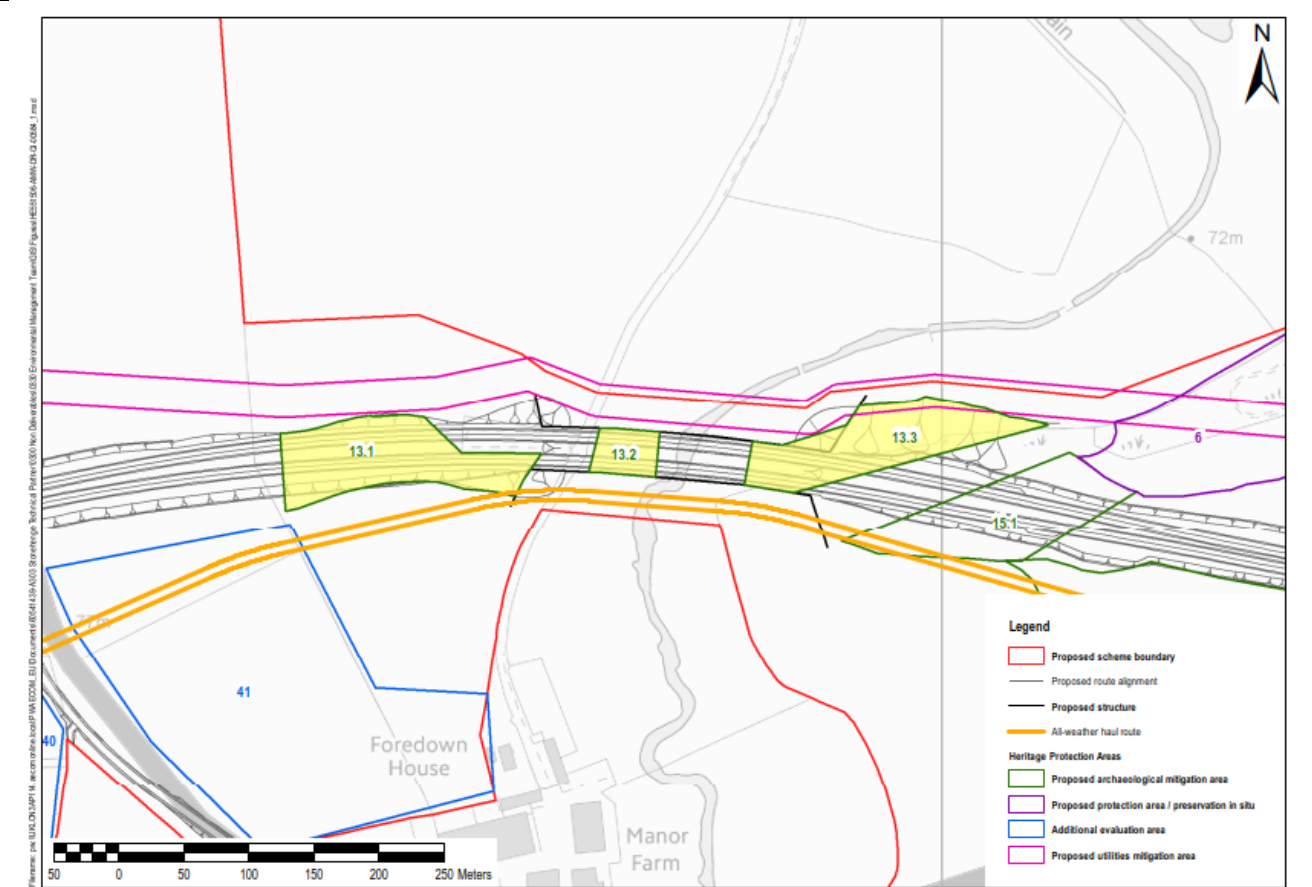 N
ain
72m
13.1
13.2
13.3
6
15.1
77m
41
40
Foredown
House
Manor
Farm
Legend
Proposed scheme boundary
Proposed route alignment
Proposed structure
All-weather haul route
Heritage Protection Areas
Proposed archaeological mitigation area
Proposed protection area / preservation in situ
Additional evaluation area
Proposed utilities mitigation area
50 0 50 100 150 200 250 Meters